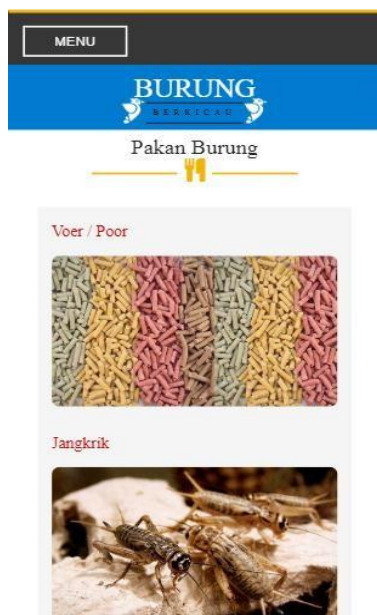 MENU
BURUNG
BERKICAU
Pakan Burung
Voer / Poor
Jangkrik